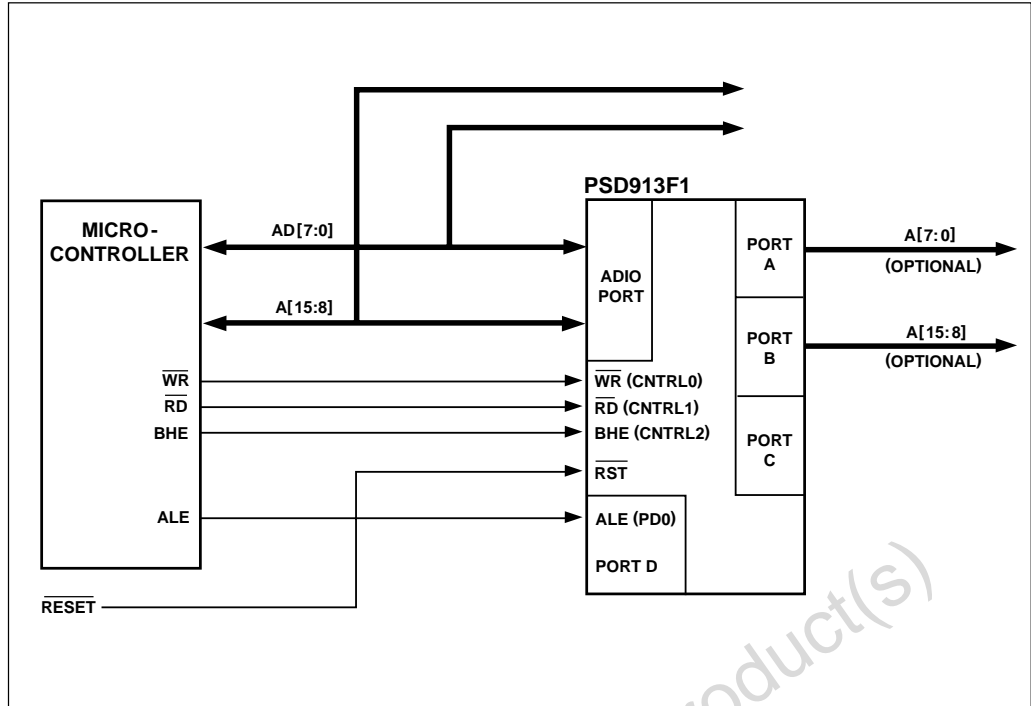 PSD913F1
MICRO-
CONTROLLER
AD[7:0]
A[15:8]
WR
RD
BHE
ALE
RESET
ADIO
PORT
WR (CNTRL0)
RD (CNTRL1)
BHE (CNTRL2)
RST
ALE (PD0)
PORT D
PORT
A
PORT
B
PORT
C
A[7:0]
(OPTIONAL)
A[15:8]
(OPTIONAL)